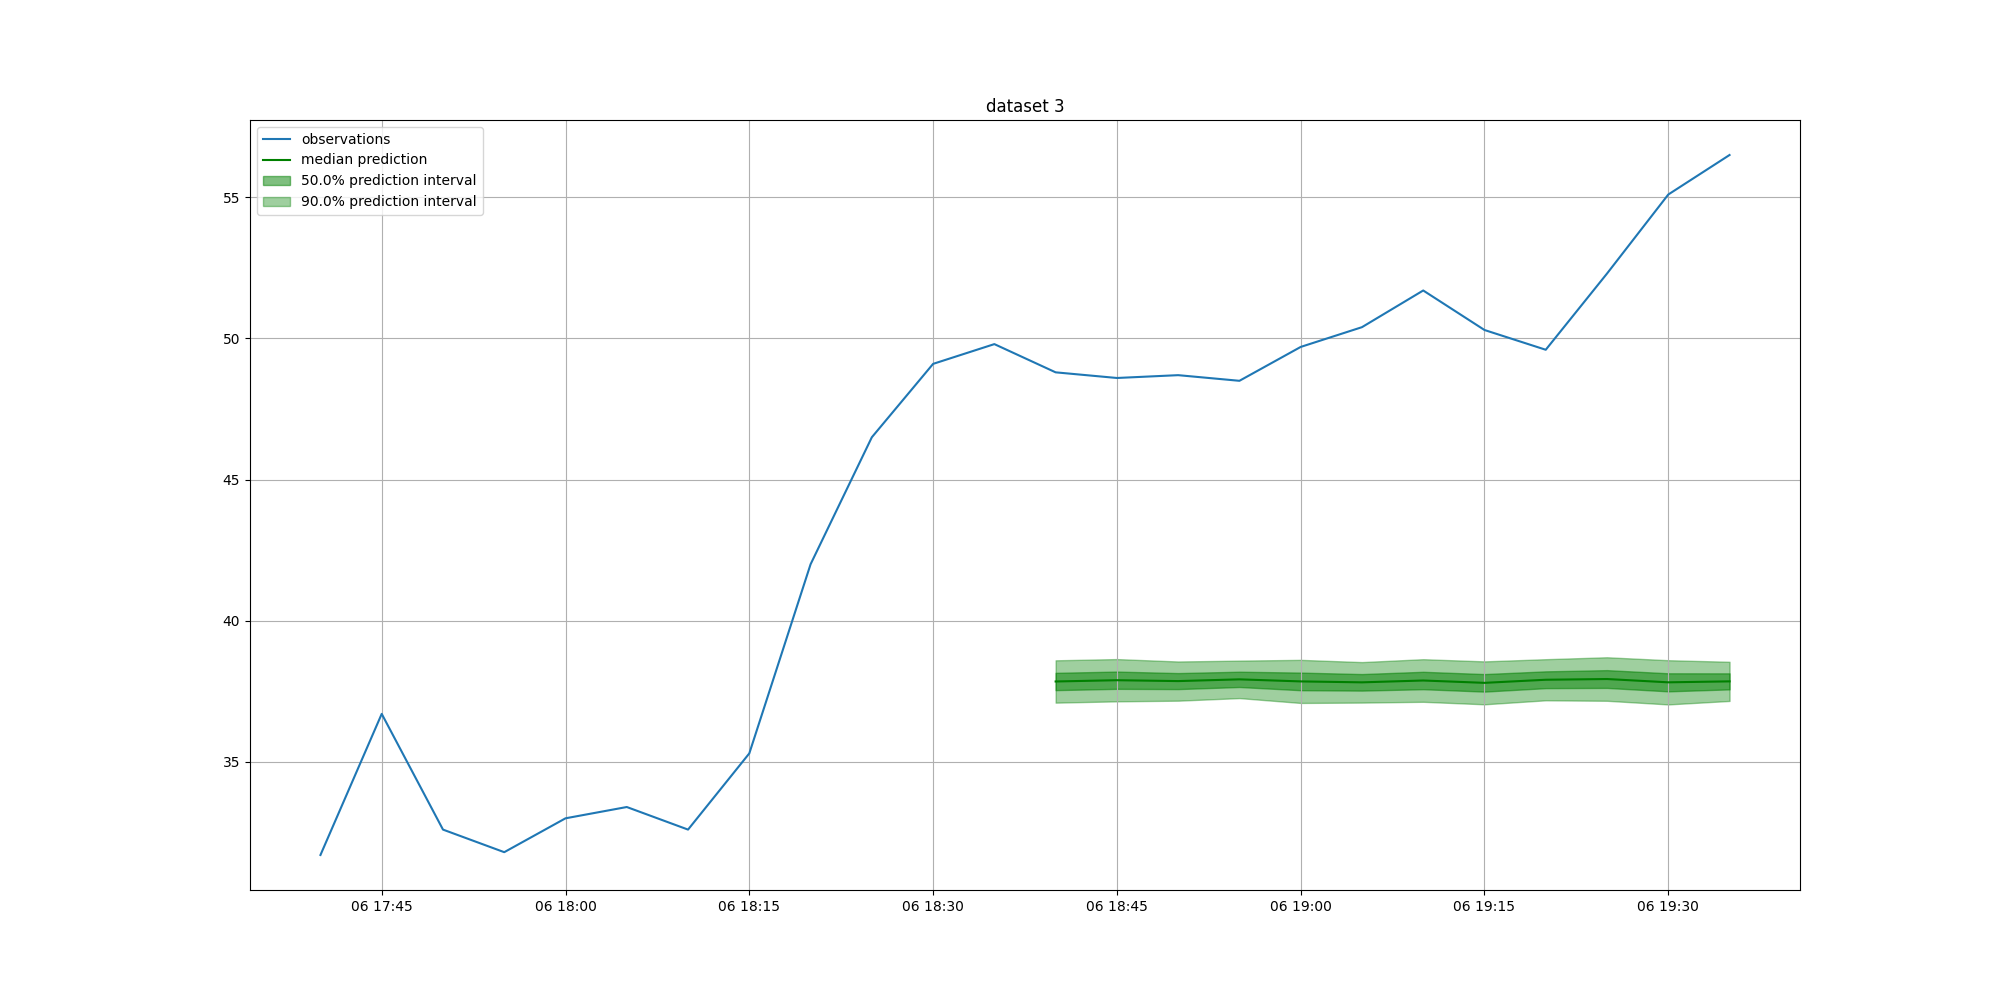 dataset 3
observations
median prediction
50.0% prediction interval
90.0% prediction interval
55
50
45
40
35
06 17:45 06 18:00 06 18:15 06 18:30 06 18:45 06 19:00 06 19:15 06 19:30